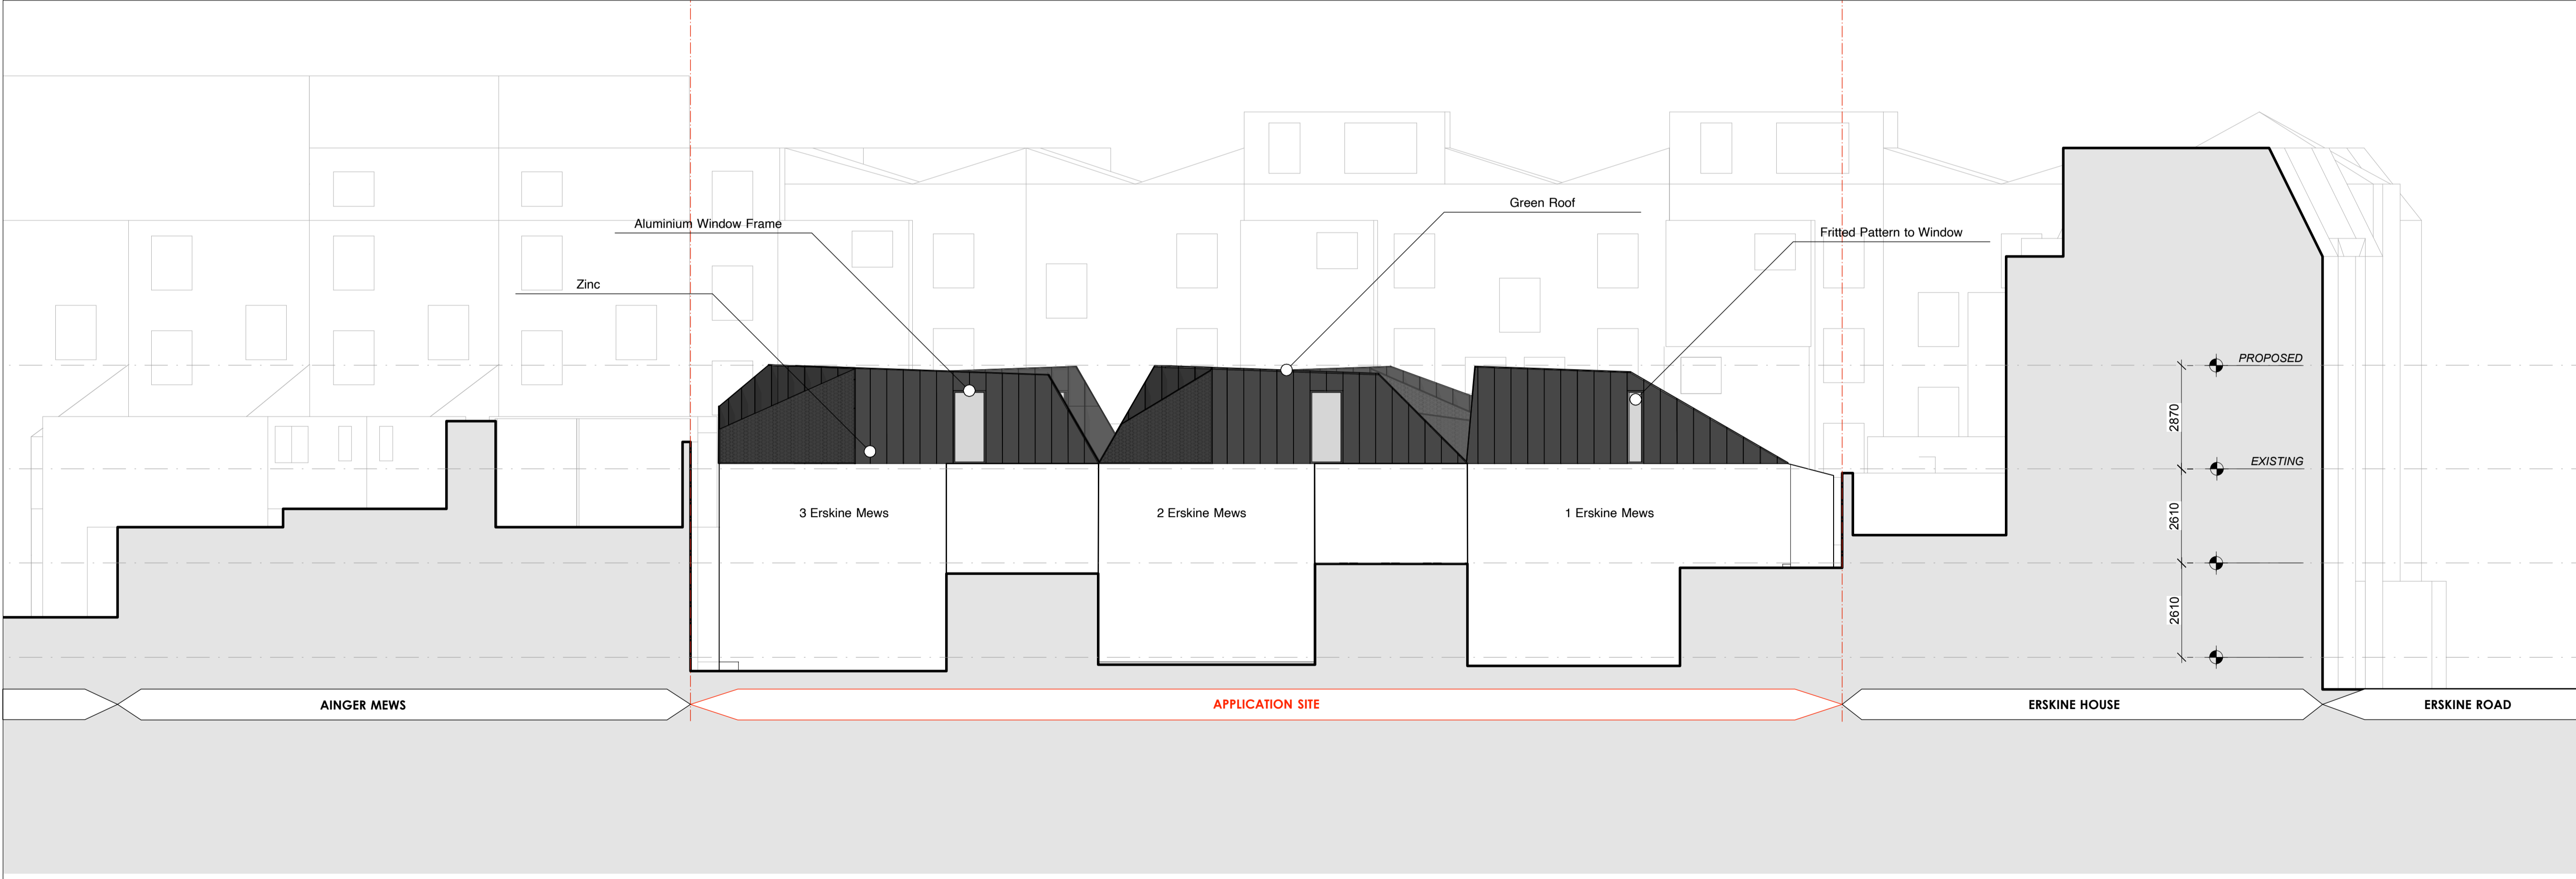 Green Roof
Aluminium Window Frame
Fritted Pattern to Window
Zinc
PROPOSED
2870
EXISTING
3 Erskine Mews
2 Erskine Mews
1 Erskine Mews
2610
2610
AINGER MEWS
APPLICATION SITE
ERSKINE HOUSE
ERSKINE ROAD